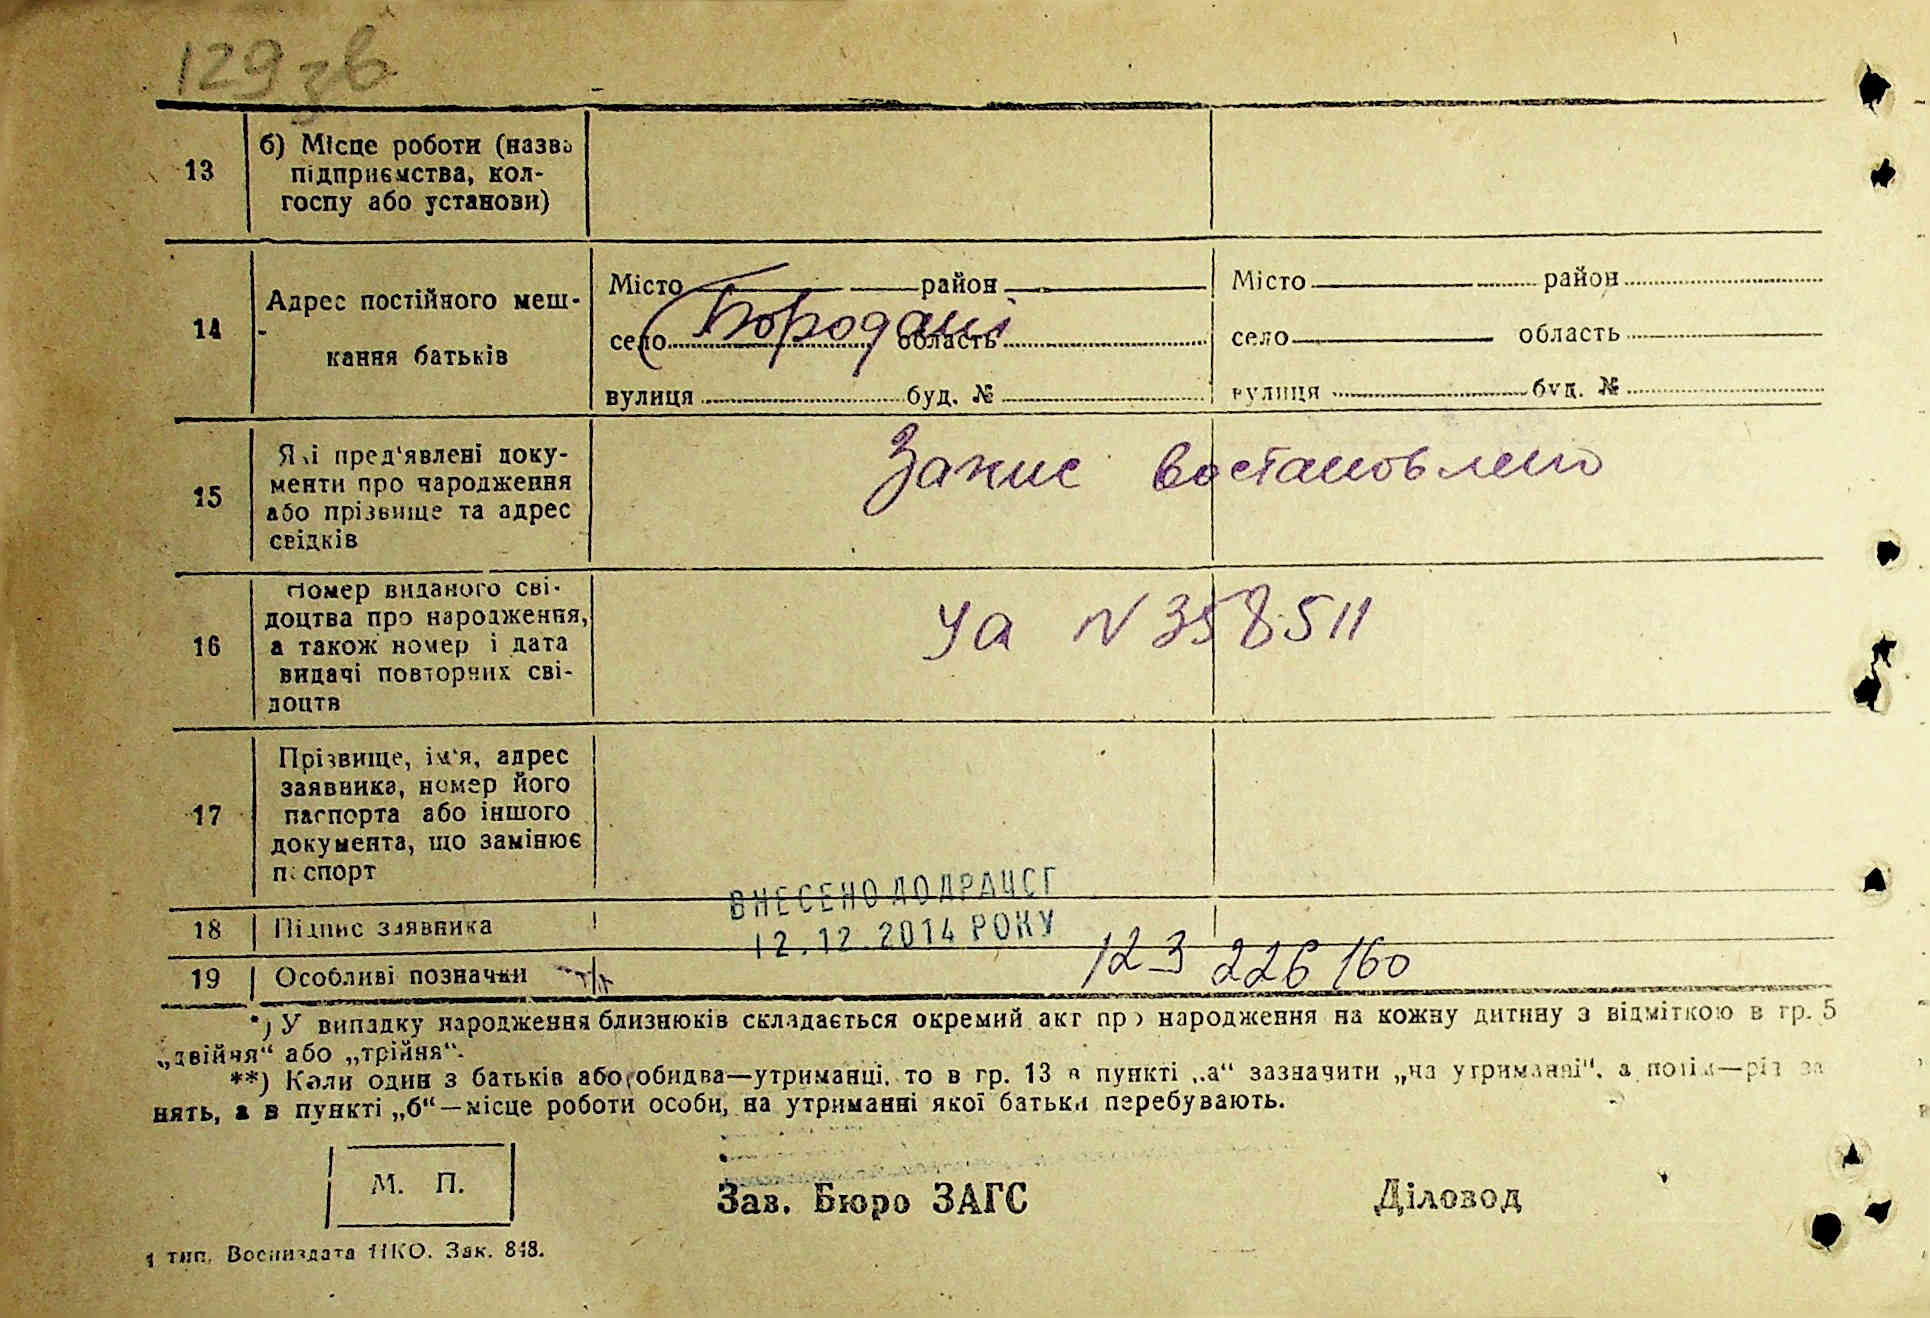 129 зв
13
б) Місце роботи (назва
підприємства, кол-
госпу або установи)
14
Адрес постійного меш-
кання батьків
Місто район
село Бородані область
вулиця буд. №
Місто район
село область
вулиця буд. №
15
Які пред'явлені доку-
менти про народження
або прізвище та адрес
свідків
Запис востановлено
16
Номер виданого сві-
доцтва про народження,
а також номер і дата
видачі повторних сві-
доцтв
Уа N 358511
17
Прізвище, ім'я, адрес
заявника, номер його
паспорта або іншого
документа, що замінює
паспорт
18
Підпис заявника
ВНЕСЕНО ДО ДРАЦСГ
12.12.2014 РОКУ
19
Особливі позначки
123 226 160
*) У випадку народження близнюків складається окремий акт про народження на кожну дитину з відміткою в гр. 5
„двійня“ або „трійня“.
**) Коли один з батьків або обидва—утриманці, то в гр. 13 в пункті „а“ зазначити „на утриманні“, а потім—рід за
нять, а в пункті „б“—місце роботи особи, на утриманні якої батьки перебувають.
М. П.
Зав. Бюро ЗАГС
Діловод
1 тип. Воениздата НКО. Зак. 848.